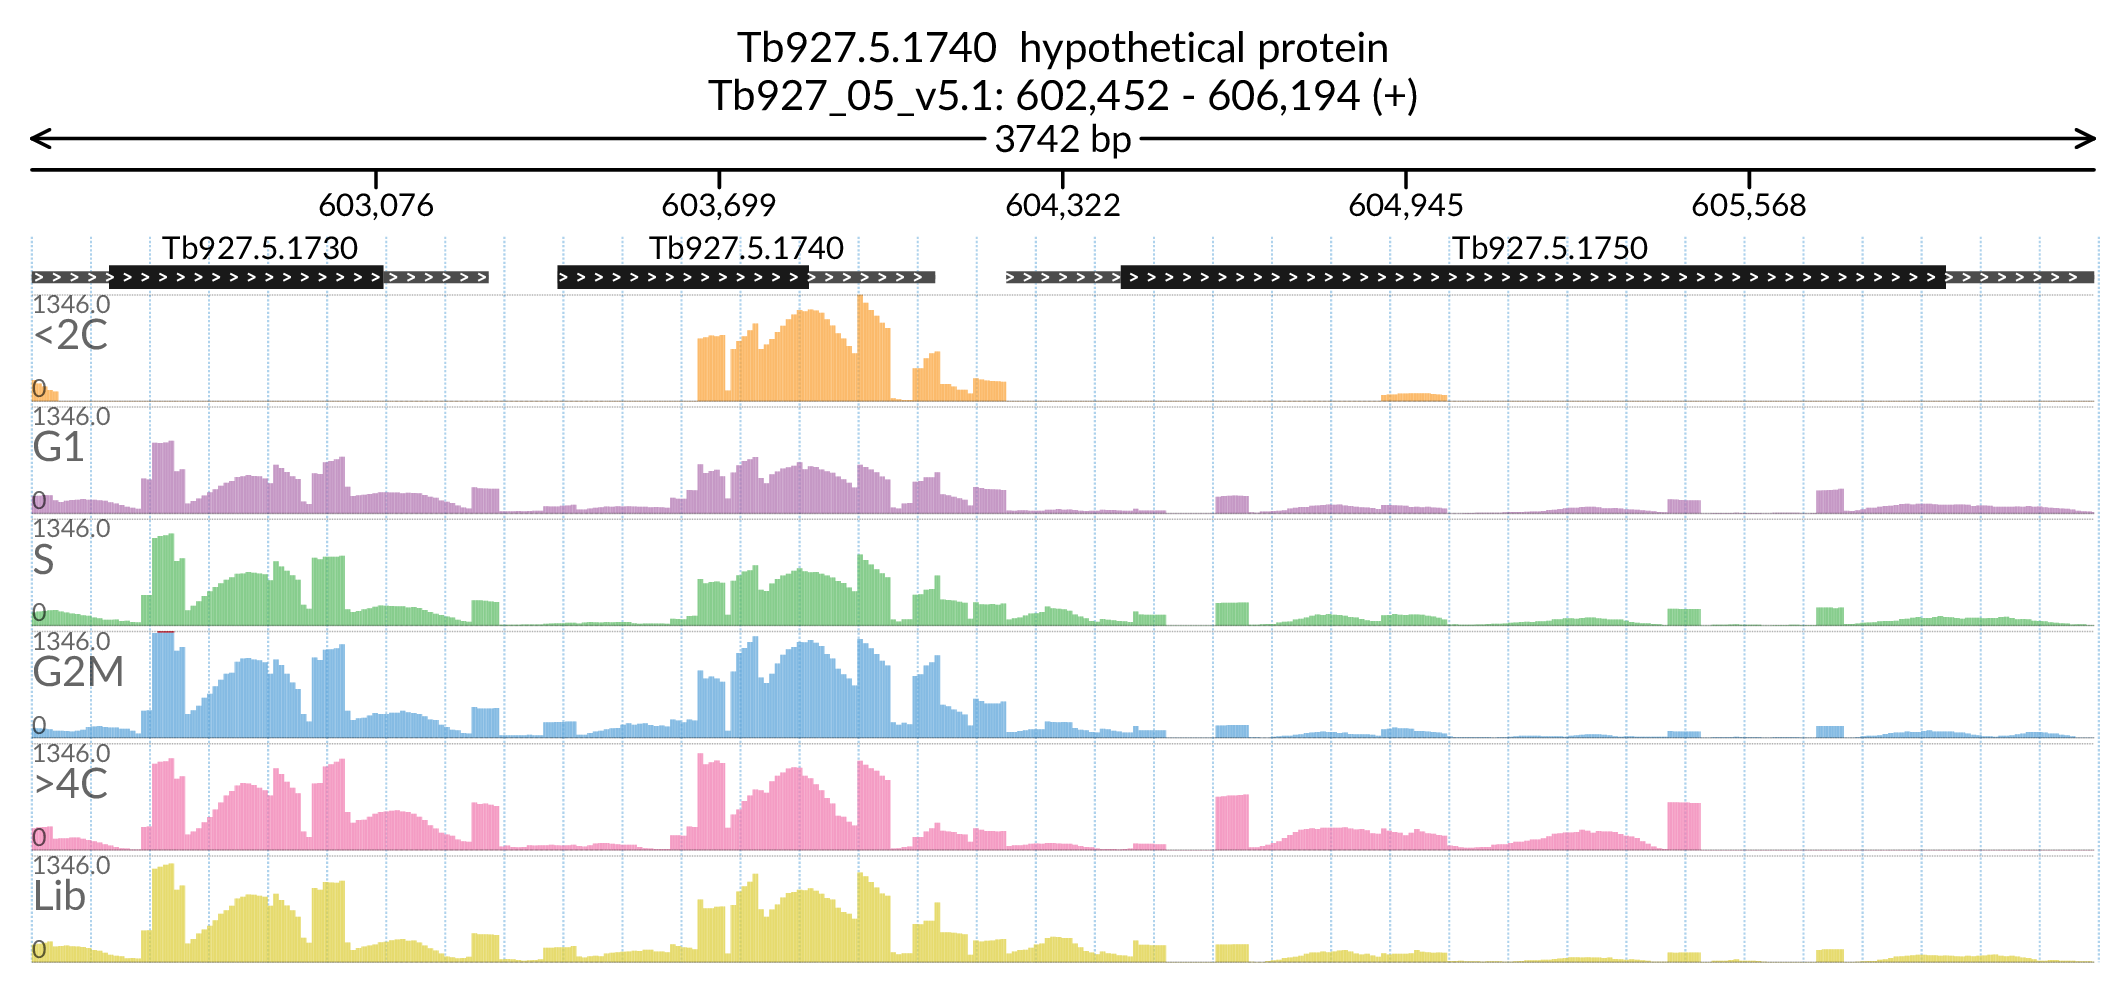 Tb927.5.1740  hypothetical protein
Tb927_05_v5.1: 602,452 - 606,194 (+)
3742 bp
603,076 603,699 604,322 604,945 605,568
Tb927.5.1730 Tb927.5.1740 Tb927.5.1750
1346.0
<2C
0
1346.0
G1
0
1346.0
S
0
1346.0
G2M
0
1346.0
>4C
0
1346.0
Lib
0